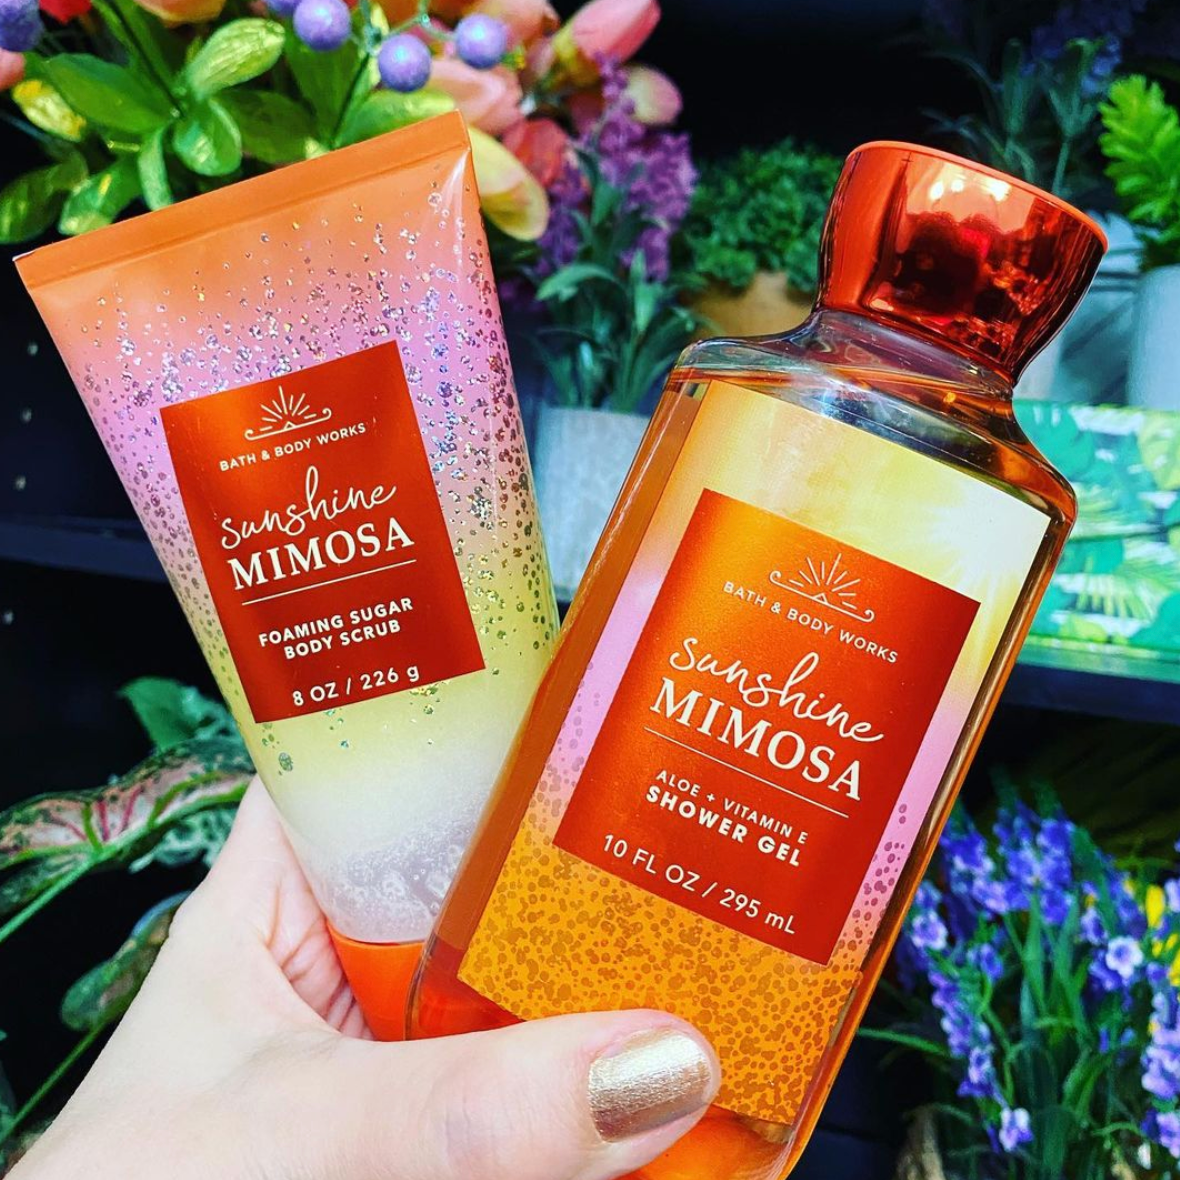 BATH & BODY WORKS
sunshine
MIMOSA
FOAMING SUGAR
BODY SCRUB
8 OZ / 226 g
BATH & BODY WORKS
sunshine
MIMOSA
ALOE + VITAMIN E
SHOWER GEL
10 FL OZ / 295 mL